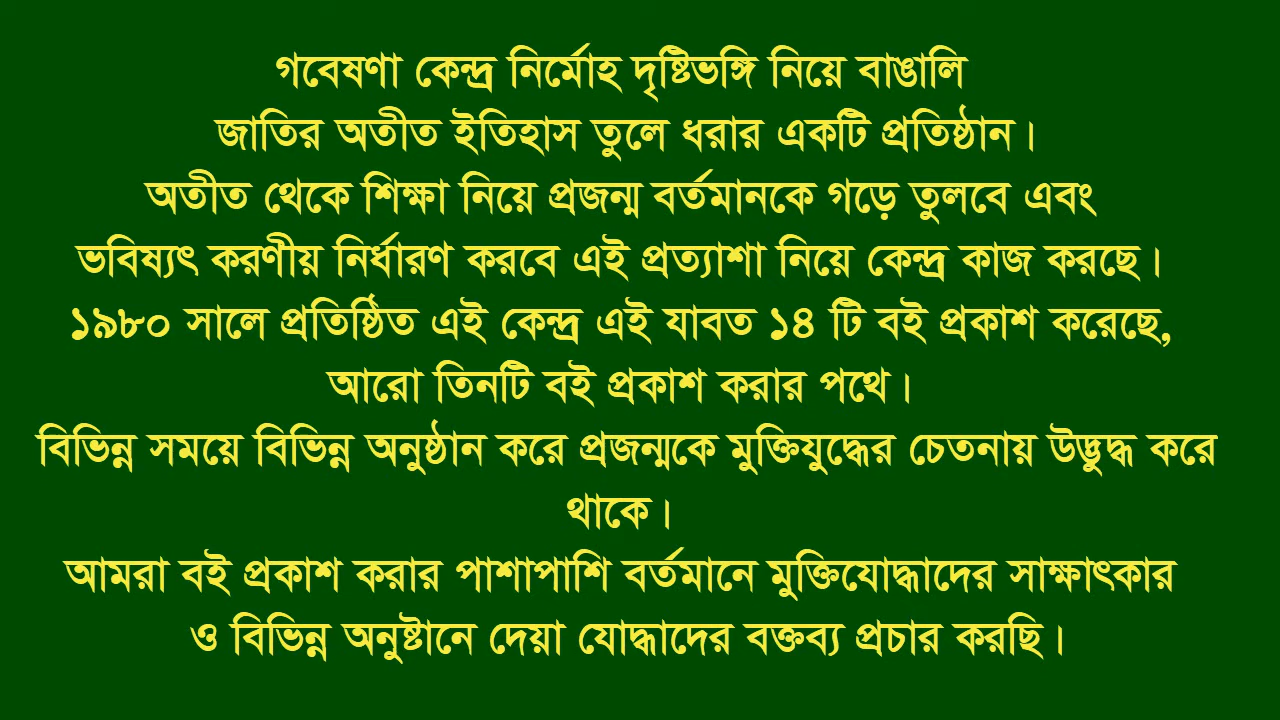 গবেষণা কেন্দ্র নির্মোহ দৃষ্টিভঙ্গি নিয়ে বাঙালি
জাতির অতীত ইতিহাস তুলে ধরার একটি প্রতিষ্ঠান।
অতীত থেকে শিক্ষা নিয়ে প্রজন্ম বর্তমানকে গড়ে তুলবে এবং
ভবিষ্যৎ করণীয় নির্ধারণ করবে এই প্রত্যাশা নিয়ে কেন্দ্র কাজ করছে।
১৯৮০ সালে প্রতিষ্ঠিত এই কেন্দ্র এই যাবত ১৪ টি বই প্রকাশ করেছে,
আরো তিনটি বই প্রকাশ করার পথে।
বিভিন্ন সময়ে বিভিন্ন অনুষ্ঠান করে প্রজন্মকে মুক্তিযুদ্ধের চেতনায় উদ্ভুদ্ধ করে
থাকে।
আমরা বই প্রকাশ করার পাশাপাশি বর্তমানে মুক্তিযোদ্ধাদের সাক্ষাৎকার
ও বিভিন্ন অনুষ্টানে দেয়া যোদ্ধাদের বক্তব্য প্রচার করছি।